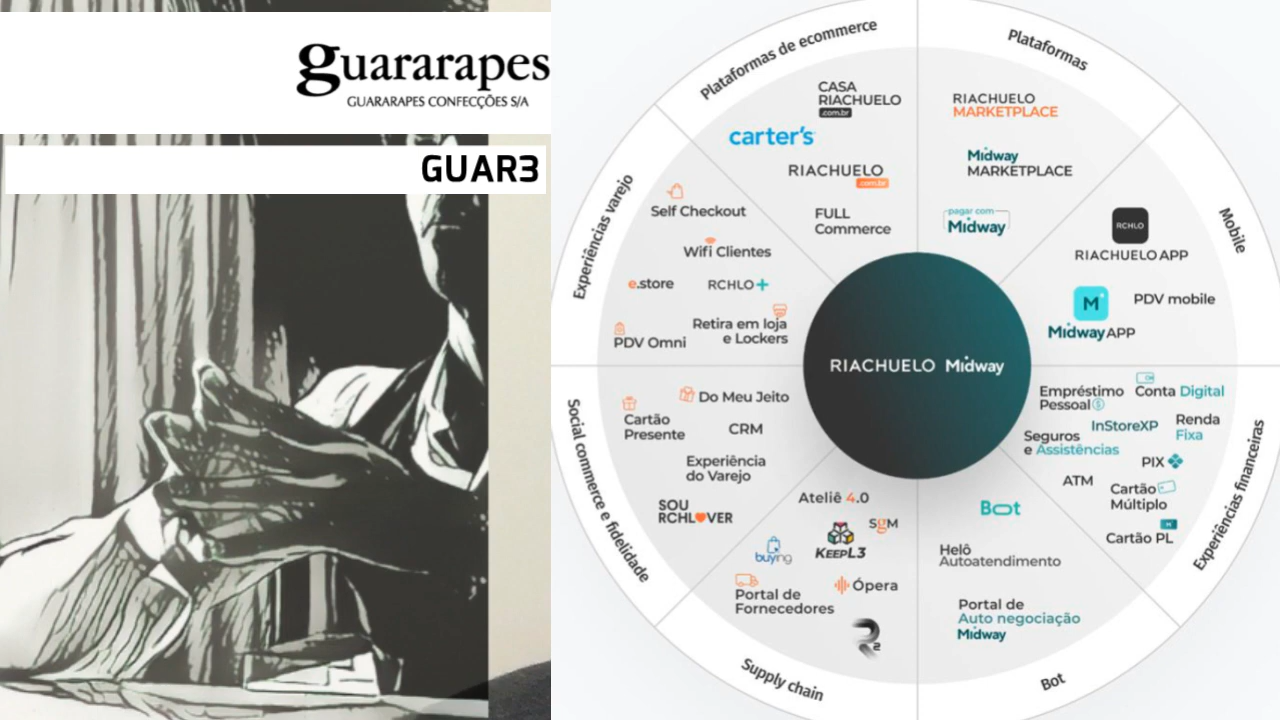 guararapes
GUARARAPES CONFECÇÕES S/A
GUAR3
Plataformas de ecommerce
CASA
RIACHUELO
.com.br
carter's
RIACHUELO
.com.br
FULL
Commerce
Plataformas
RIACHUELO
MARKETPLACE
Midway
MARKETPLACE
pagar com
Midway
Mobile
RCHLO
RIACHUELO APP
M
PDV mobile
Midway APP
Experiências varejo
Self Checkout
Wifi Clientes
e.store
RCHLO+
Retira em loja
e Lockers
PDV Omni
RIACHUELO Midway
Experiências financeiras
Empréstimo
Pessoal
Conta Digital
InStoreXP
Renda
Fixa
Seguros
e Assistências
PIX
ATM
Cartão
Múltiplo
Cartão PL
Social commerce e fidelidade
Do Meu Jeito
Cartão
Presente
CRM
Experiência
do Varejo
SOU
RCHLOVER
Supply chain
Ateliê 4.0
SGM
KEEPL3
buying
Ópera
Portal de
Fornecedores
R2
Bot
Bot
Helô
Autoatendimento
Portal de
Auto negociação
Midway